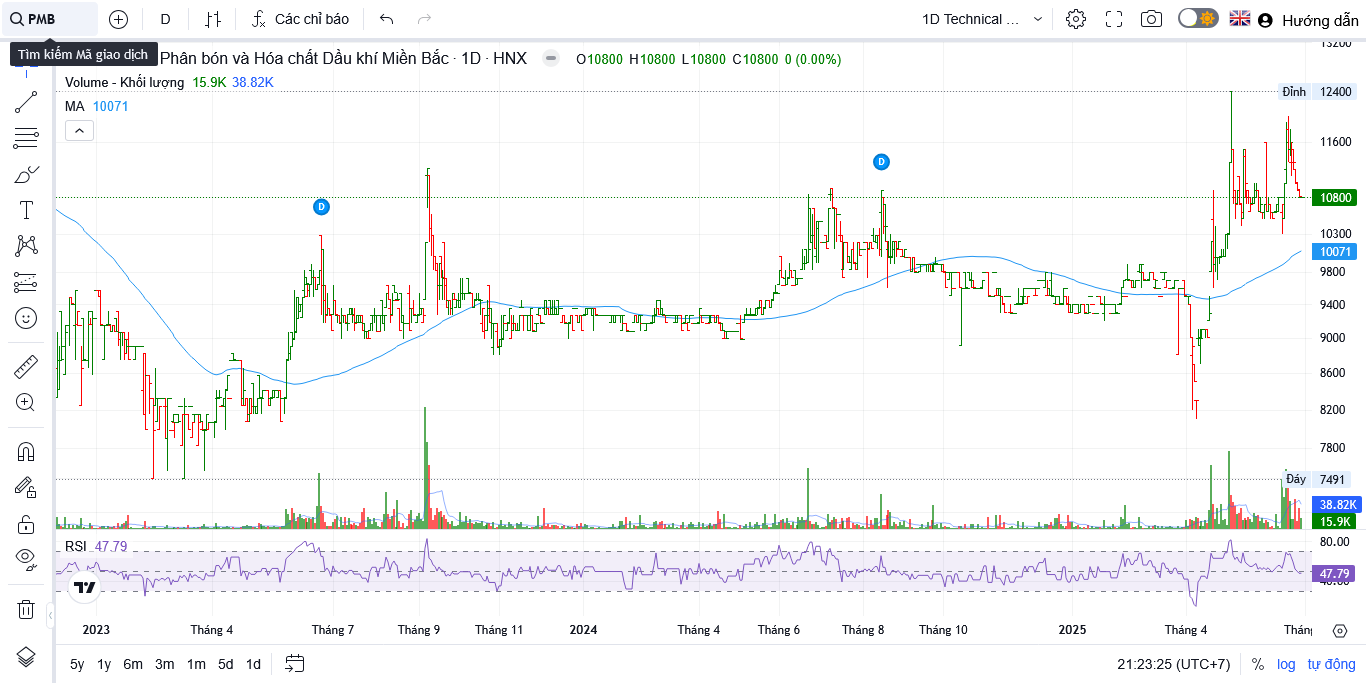 PMB D Các chỉ báo 1D Technical ... Hướng dẫn
Tìm kiếm Mã giao dịch
Phân bón và Hóa chất Dầu khí Miền Bắc · 1D · HNX O10800 H10800 L10800 C10800 0 (0.00%)
Volume - Khối lượng 15.9K 38.82K
MA 10071
D
D
13200
Đỉnh 12400
11600
10800
10300
10071
9800
9400
9000
8600
8200
7800
Đáy 7491
38.82K
15.9K
RSI 47.79
80.00
47.79
40.00
2023 Tháng 4 Tháng 7 Tháng 9 Tháng 11 2024 Tháng 4 Tháng 6 Tháng 8 Tháng 10 2025 Tháng 4 Thán
5y 1y 6m 3m 1m 5d 1d 21:23:25 (UTC+7) % log tự động